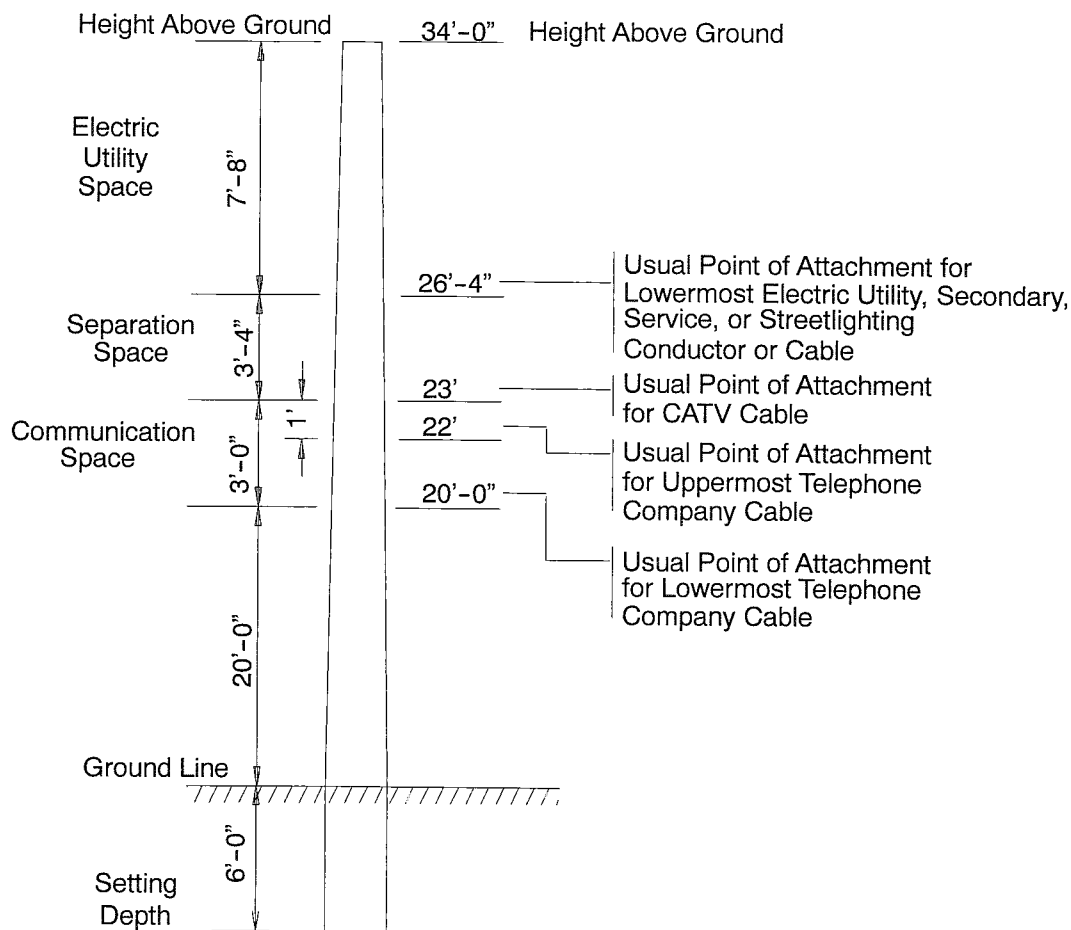 Height Above Ground
34’-0” Height Above Ground
Electric
Utility
Space
7’-8”
26’-4”
Usual Point of Attachment for
Lowermost Electric Utility, Secondary,
Service, or Streetlighting
Conductor or Cable
Separation
Space
3’-4”
23’
Usual Point of Attachment
for CATV Cable
1’
Communication
Space
3’-0”
22’
Usual Point of Attachment
for Uppermost Telephone
Company Cable
20’-0”
Usual Point of Attachment
for Lowermost Telephone
Company Cable
20’-0”
Ground Line
6’-0”
Setting
Depth